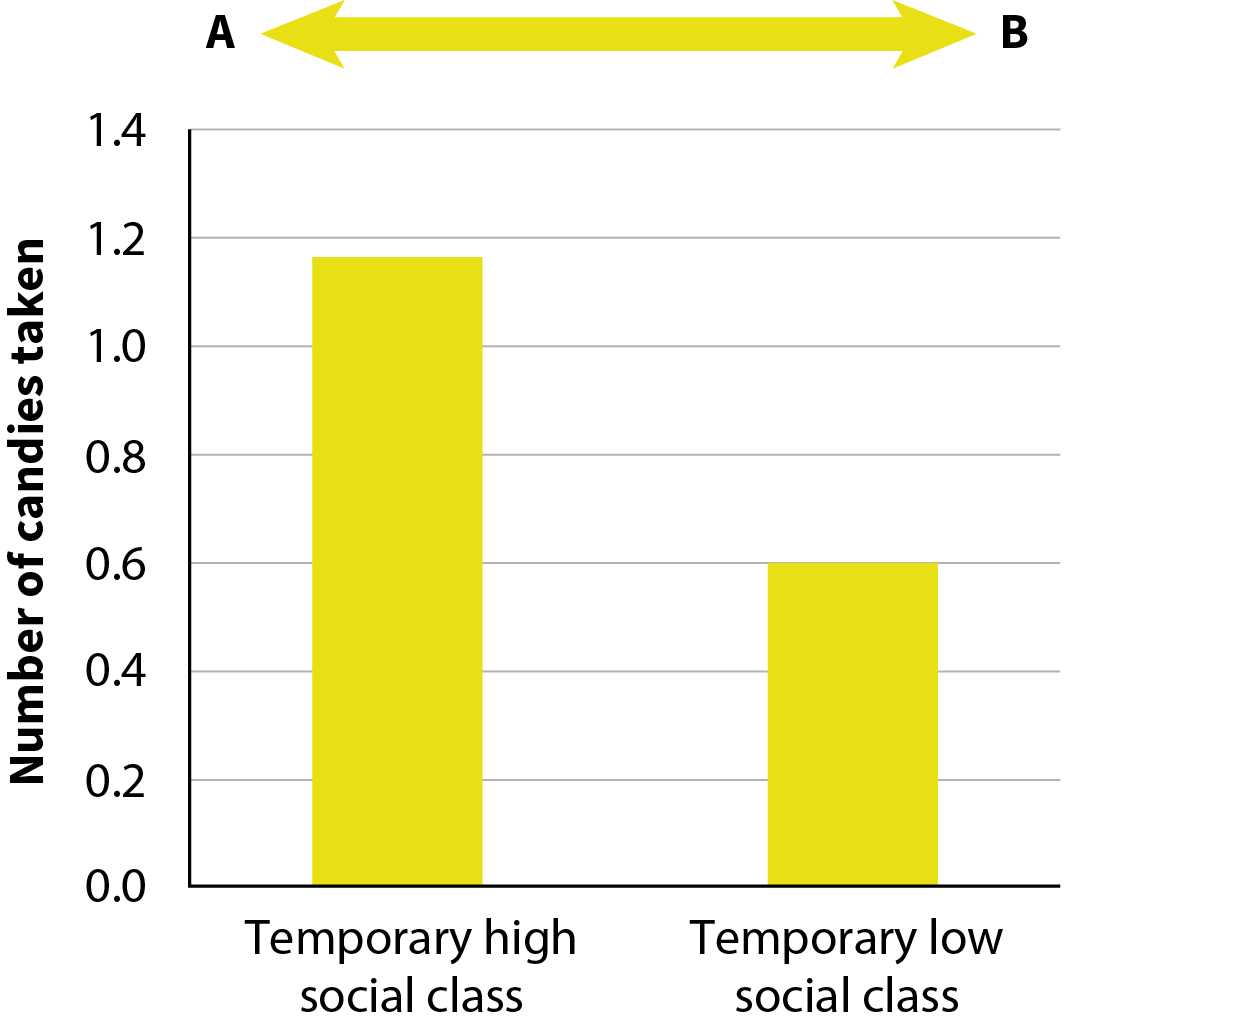 A B
Number of candies taken
1.4
1.2
1.0
0.8
0.6
0.4
0.2
0.0
Temporary high
social class
Temporary low
social class